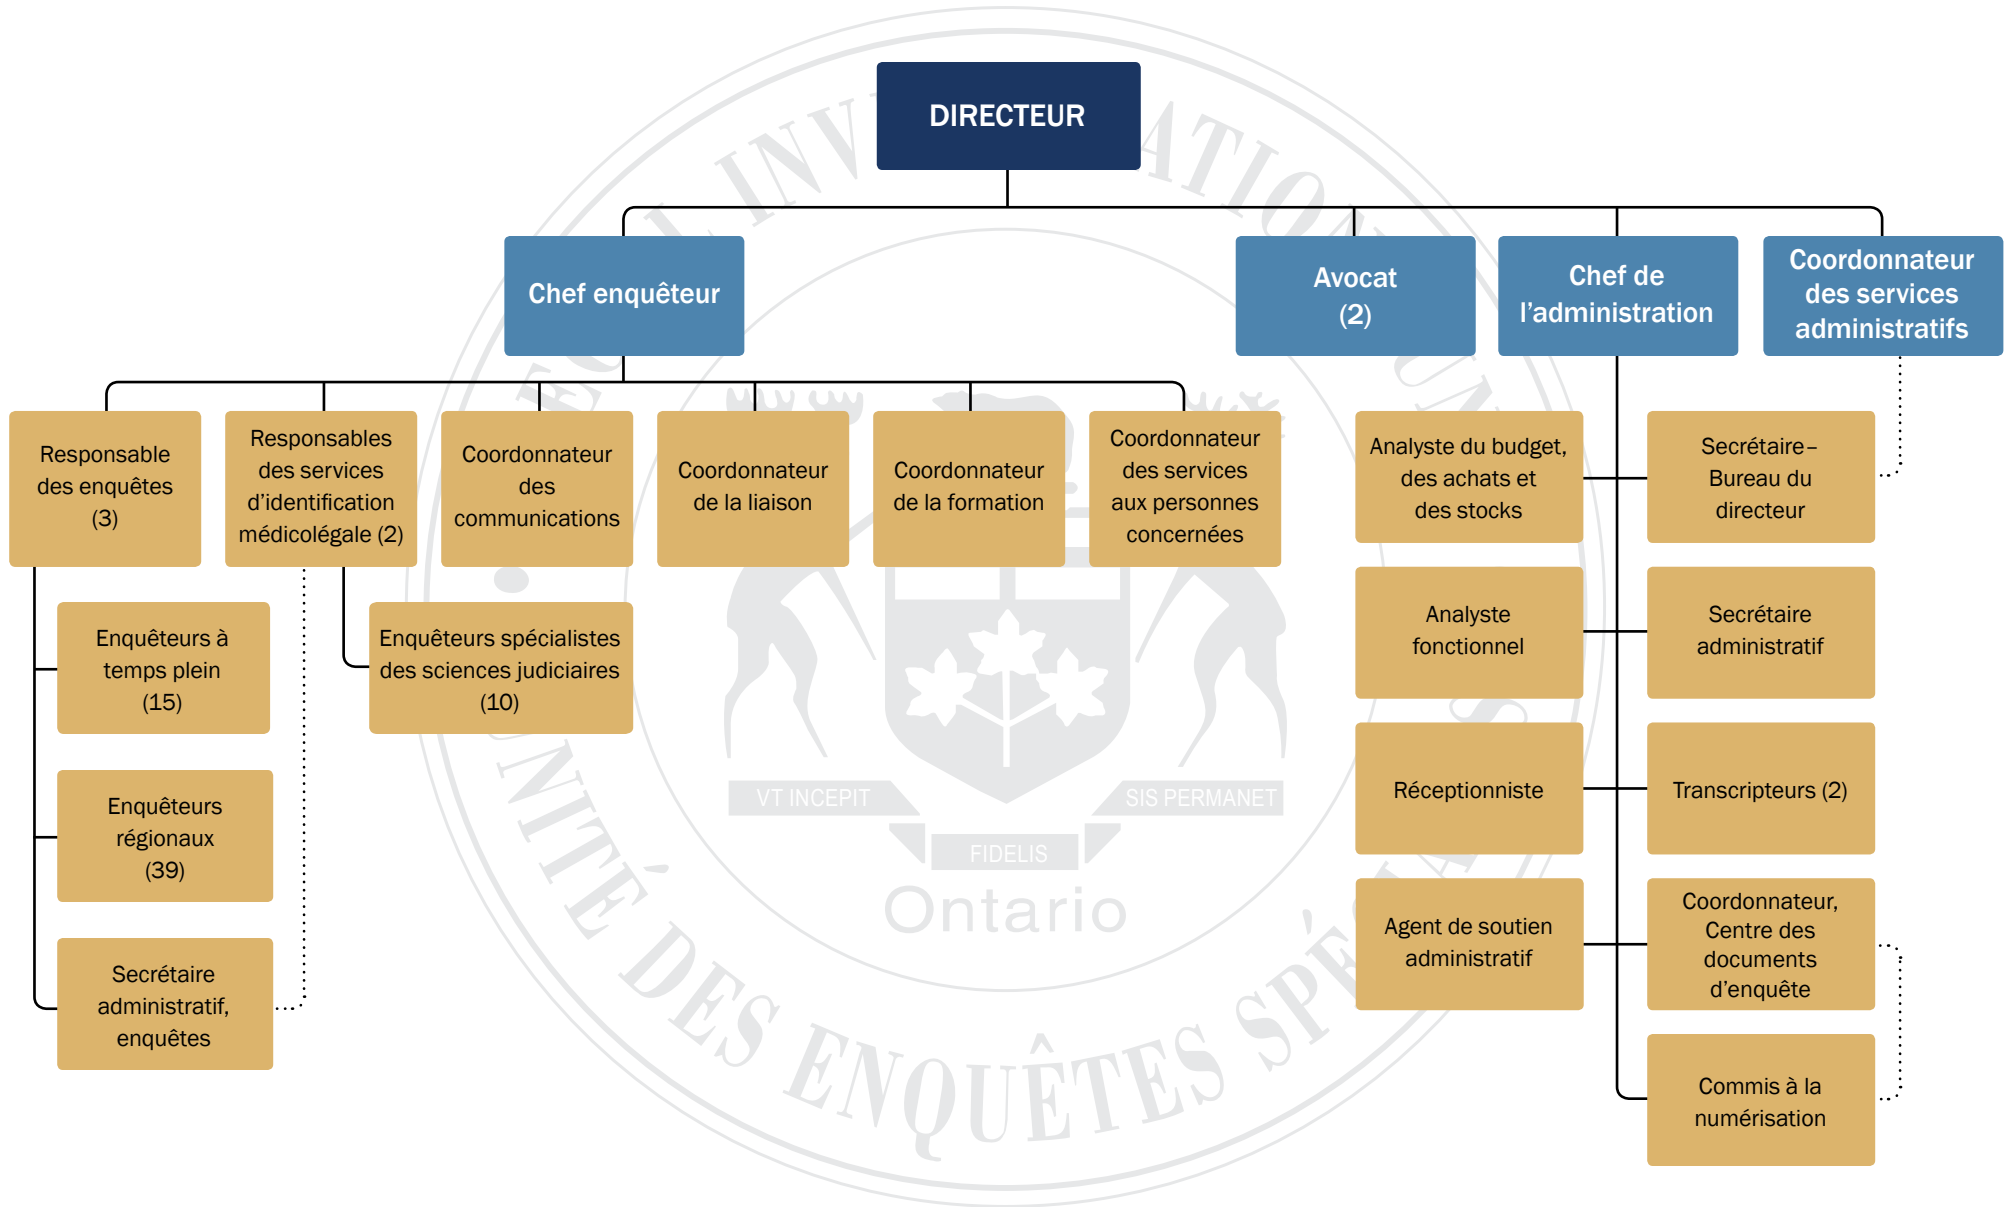 DIRECTEUR
Chef enquêteur
Avocat
(2)
Chef de
l’administration
Coordonnateur
des services
administratifs
Responsable
des enquêtes
(3)
Responsables
des services
d’identification
médicolégale (2)
Coordonnateur
des
communications
Coordonnateur
de la liaison
Coordonnateur
de la formation
Coordonnateur
des services
aux personnes
concernées
Enquêteurs à
temps plein
(15)
Enquêteurs
régionaux
(39)
Secrétaire
administratif,
enquêtes
Enquêteurs spécialistes
des sciences judiciaires
(10)
Analyste du budget,
des achats et
des stocks
Secrétaire–
Bureau du
directeur
Analyste
fonctionnel
Secrétaire
administratif
Réceptionniste
Transcripteurs (2)
Agent de soutien
administratif
Coordonnateur,
Centre des
documents
d’enquête
Commis à la
numérisation
VT INCEPIT
SIS PERMANET
FIDELIS
Ontario
UNITÉ DES ENQUÊTES